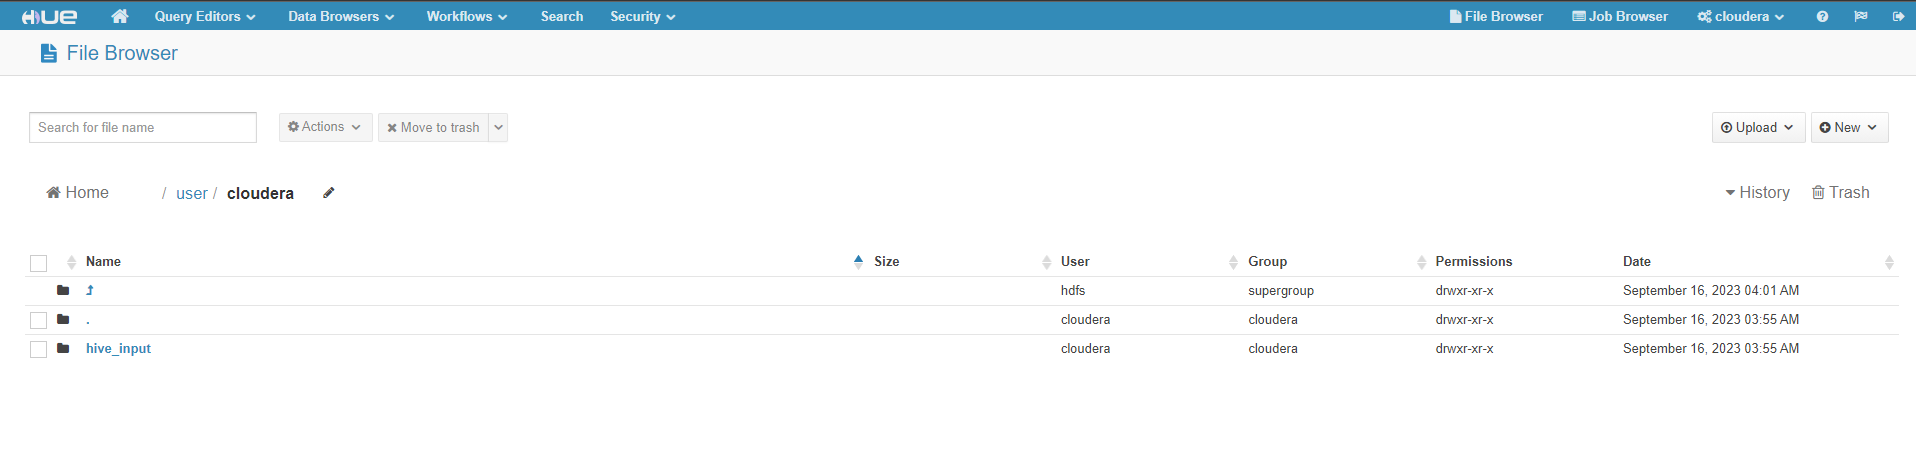 HUE Query Editors Data Browsers Workflows Search Security File Browser Job Browser cloudera
File Browser
Search for file name Actions Move to trash Upload New
Home / user / cloudera History Trash
Name Size User Group Permissions Date
hdfs supergroup drwxr-xr-x September 16, 2023 04:01 AM
. cloudera cloudera drwxr-xr-x September 16, 2023 03:55 AM
hive_input cloudera cloudera drwxr-xr-x September 16, 2023 03:55 AM